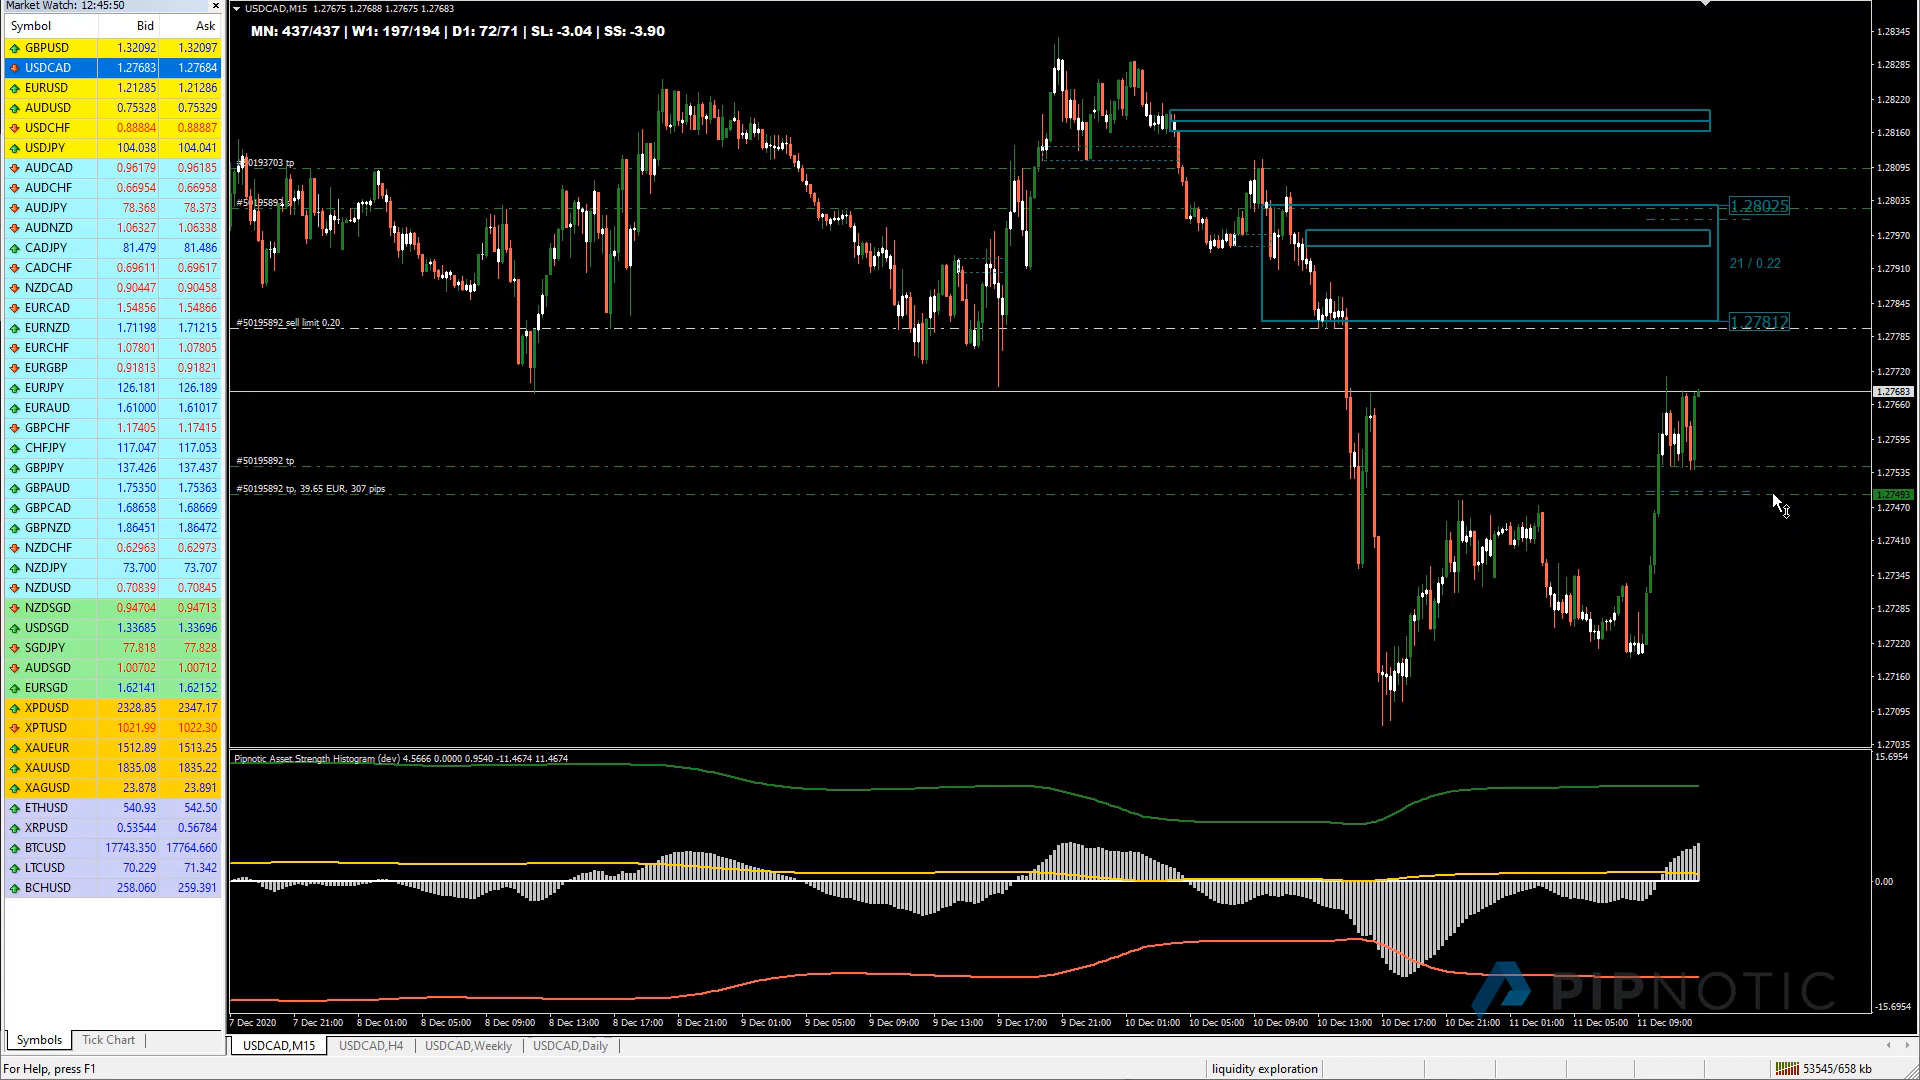 Market Watch: 12:45:50
Symbol Bid Ask
GBPUSD 1.32092 1.32097
USDCAD 1.27683 1.27684
EURUSD 1.21285 1.21286
AUDUSD 0.75328 0.75329
USDCHF 0.88884 0.88887
USDJPY 104.038 104.041
AUDCAD 0.96179 0.96185
AUDCHF 0.66954 0.66958
AUDJPY 78.368 78.373
AUDNZD 1.06327 1.06338
CADJPY 81.479 81.486
CADCHF 0.69611 0.69617
NZDCAD 0.90447 0.90458
EURCAD 1.54856 1.54866
EURNZD 1.71198 1.71215
EURCHF 1.07801 1.07805
EURGBP 0.91813 0.91821
EURJPY 126.181 126.189
EURAUD 1.61000 1.61017
GBPCHF 1.17405 1.17415
CHFJPY 117.047 117.053
GBPJPY 137.426 137.437
GBPAUD 1.75350 1.75363
GBPCAD 1.68658 1.68669
GBPNZD 1.86451 1.86472
NZDCHF 0.62963 0.62973
NZDJPY 73.700 73.707
NZDUSD 0.70839 0.70845
NZDSGD 0.94704 0.94713
USDSGD 1.33685 1.33696
SGDJPY 77.818 77.828
AUDSGD 1.00702 1.00712
EURSGD 1.62141 1.62152
XPDUSD 2328.85 2347.17
XPTUSD 1021.99 1022.30
XAUEUR 1512.89 1513.25
XAUUSD 1835.08 1835.22
XAGUSD 23.878 23.891
ETHUSD 540.93 542.50
XRPUSD 0.53544 0.56784
BTCUSD 17743.350 17764.660
LTCUSD 70.229 71.342
BCHUSD 258.060 259.391
Symbols Tick Chart
For Help, press F1
USDCAD,M15 1.27675 1.27688 1.27675 1.27683
MN: 437/437 | W1: 197/194 | D1: 72/71 | SL: -3.04 | SS: -3.90
#50193703 tp
#50195892 sell limit 0.20
#50195892 tp
#50195892 tp, 39.65 EUR, 307 pips
1.28025
21 / 0.22
1.27812
1.28345
1.28285
1.28220
1.28160
1.28095
1.28035
1.27970
1.27910
1.27845
1.27785
1.27720
1.27683
1.27660
1.27595
1.27535
1.27493
1.27470
1.27410
1.27345
1.27285
1.27220
1.27160
1.27095
1.27035
Pipnotic Asset Strength Histogram (dev) 4.5666 0.0000 0.9540 -11.4674 11.4674
15.6954
0.00
-15.6954
PIPNOTIC
7 Dec 2020 7 Dec 21:00 8 Dec 01:00 8 Dec 05:00 8 Dec 09:00 8 Dec 13:00 8 Dec 17:00 8 Dec 21:00 9 Dec 01:00 9 Dec 05:00 9 Dec 09:00 9 Dec 13:00 9 Dec 17:00 9 Dec 21:00 10 Dec 01:00 10 Dec 05:00 10 Dec 09:00 10 Dec 13:00 10 Dec 17:00 10 Dec 21:00 11 Dec 01:00 11 Dec 05:00 11 Dec 09:00
USDCAD,M15 USDCAD,H4 USDCAD,Weekly USDCAD,Daily
liquidity exploration
53545/658 kb